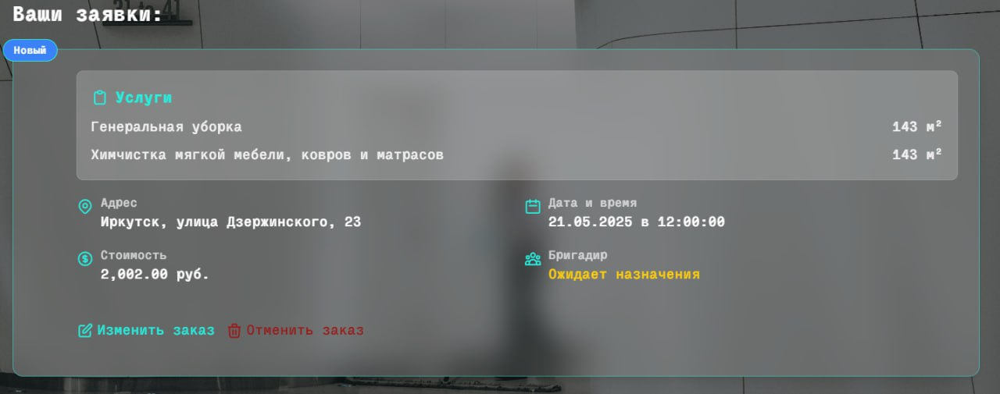 Ваши заявки:
Новый
Услуги
Генеральная уборка 143 м²
Химчистка мягкой мебели, ковров и матрасов 143 м²
Адрес
Иркутск, улица Дзержинского, 23
Дата и время
21.05.2025 в 12:00:00
Стоимость
2,002.00 руб.
Бригадир
Ожидает назначения
Изменить заказ Отменить заказ